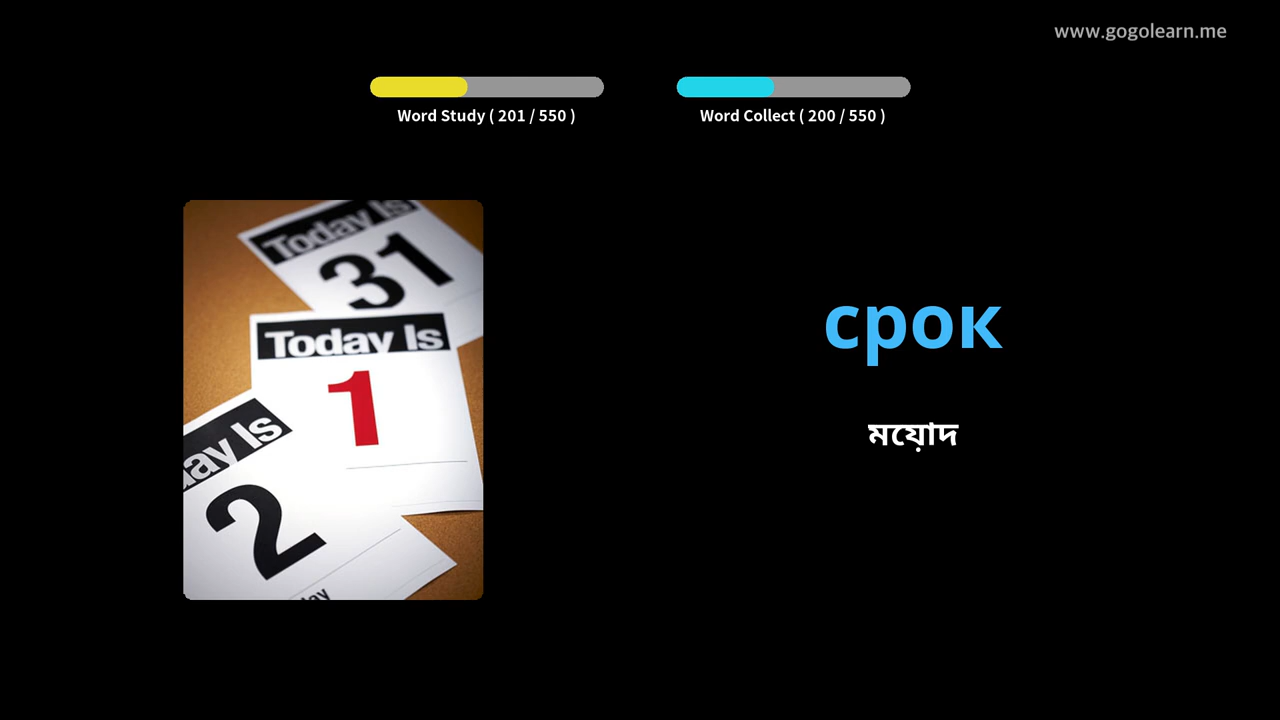 www.gogolearn.me
Word Study ( 201 / 550 )
Word Collect ( 200 / 550 )
Today Is
31
Today Is
1
ay Is
2
ay
срок
ময়োদ